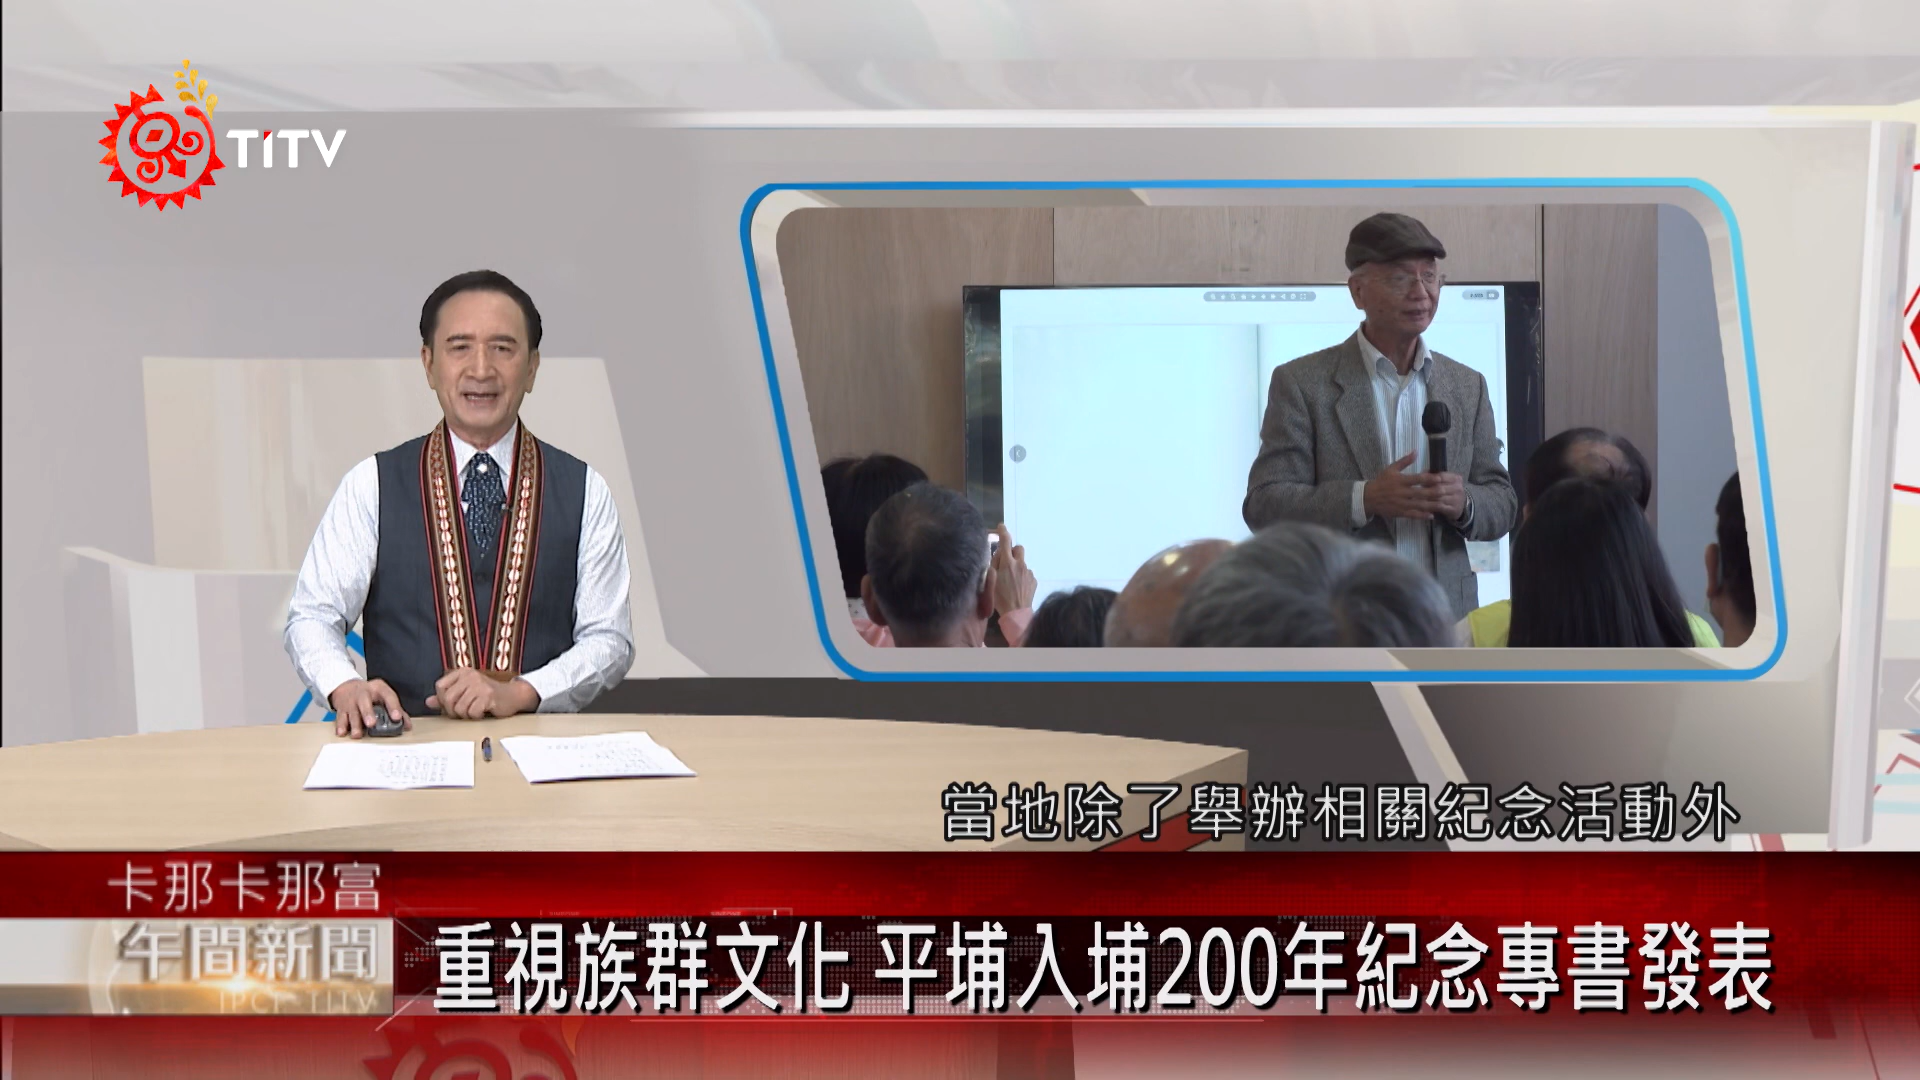 TITV
當地除了舉辦相關紀念活動外
卡那卡那富
午間新聞
IPCF-TITV
重視族群文化 平埔入埔200年紀念專書發表